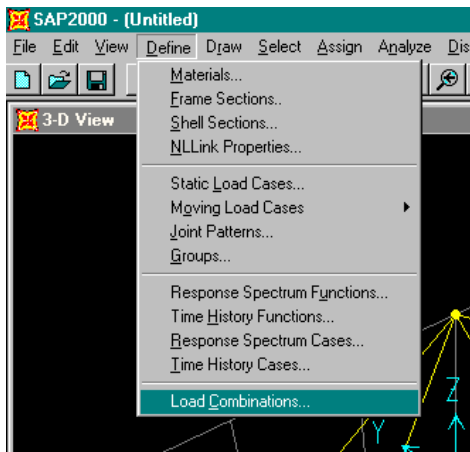 SAP2000 - (Untitled)
File Edit View Define Draw Select Assign Analyze Dis
3-D View
Materials...
Frame Sections..
Shell Sections...
NLLink Properties...
Static Load Cases...
Moving Load Cases
Joint Patterns...
Groups...
Response Spectrum Functions...
Time History Functions...
Response Spectrum Cases...
Time History Cases...
Load Combinations...
Z
Y